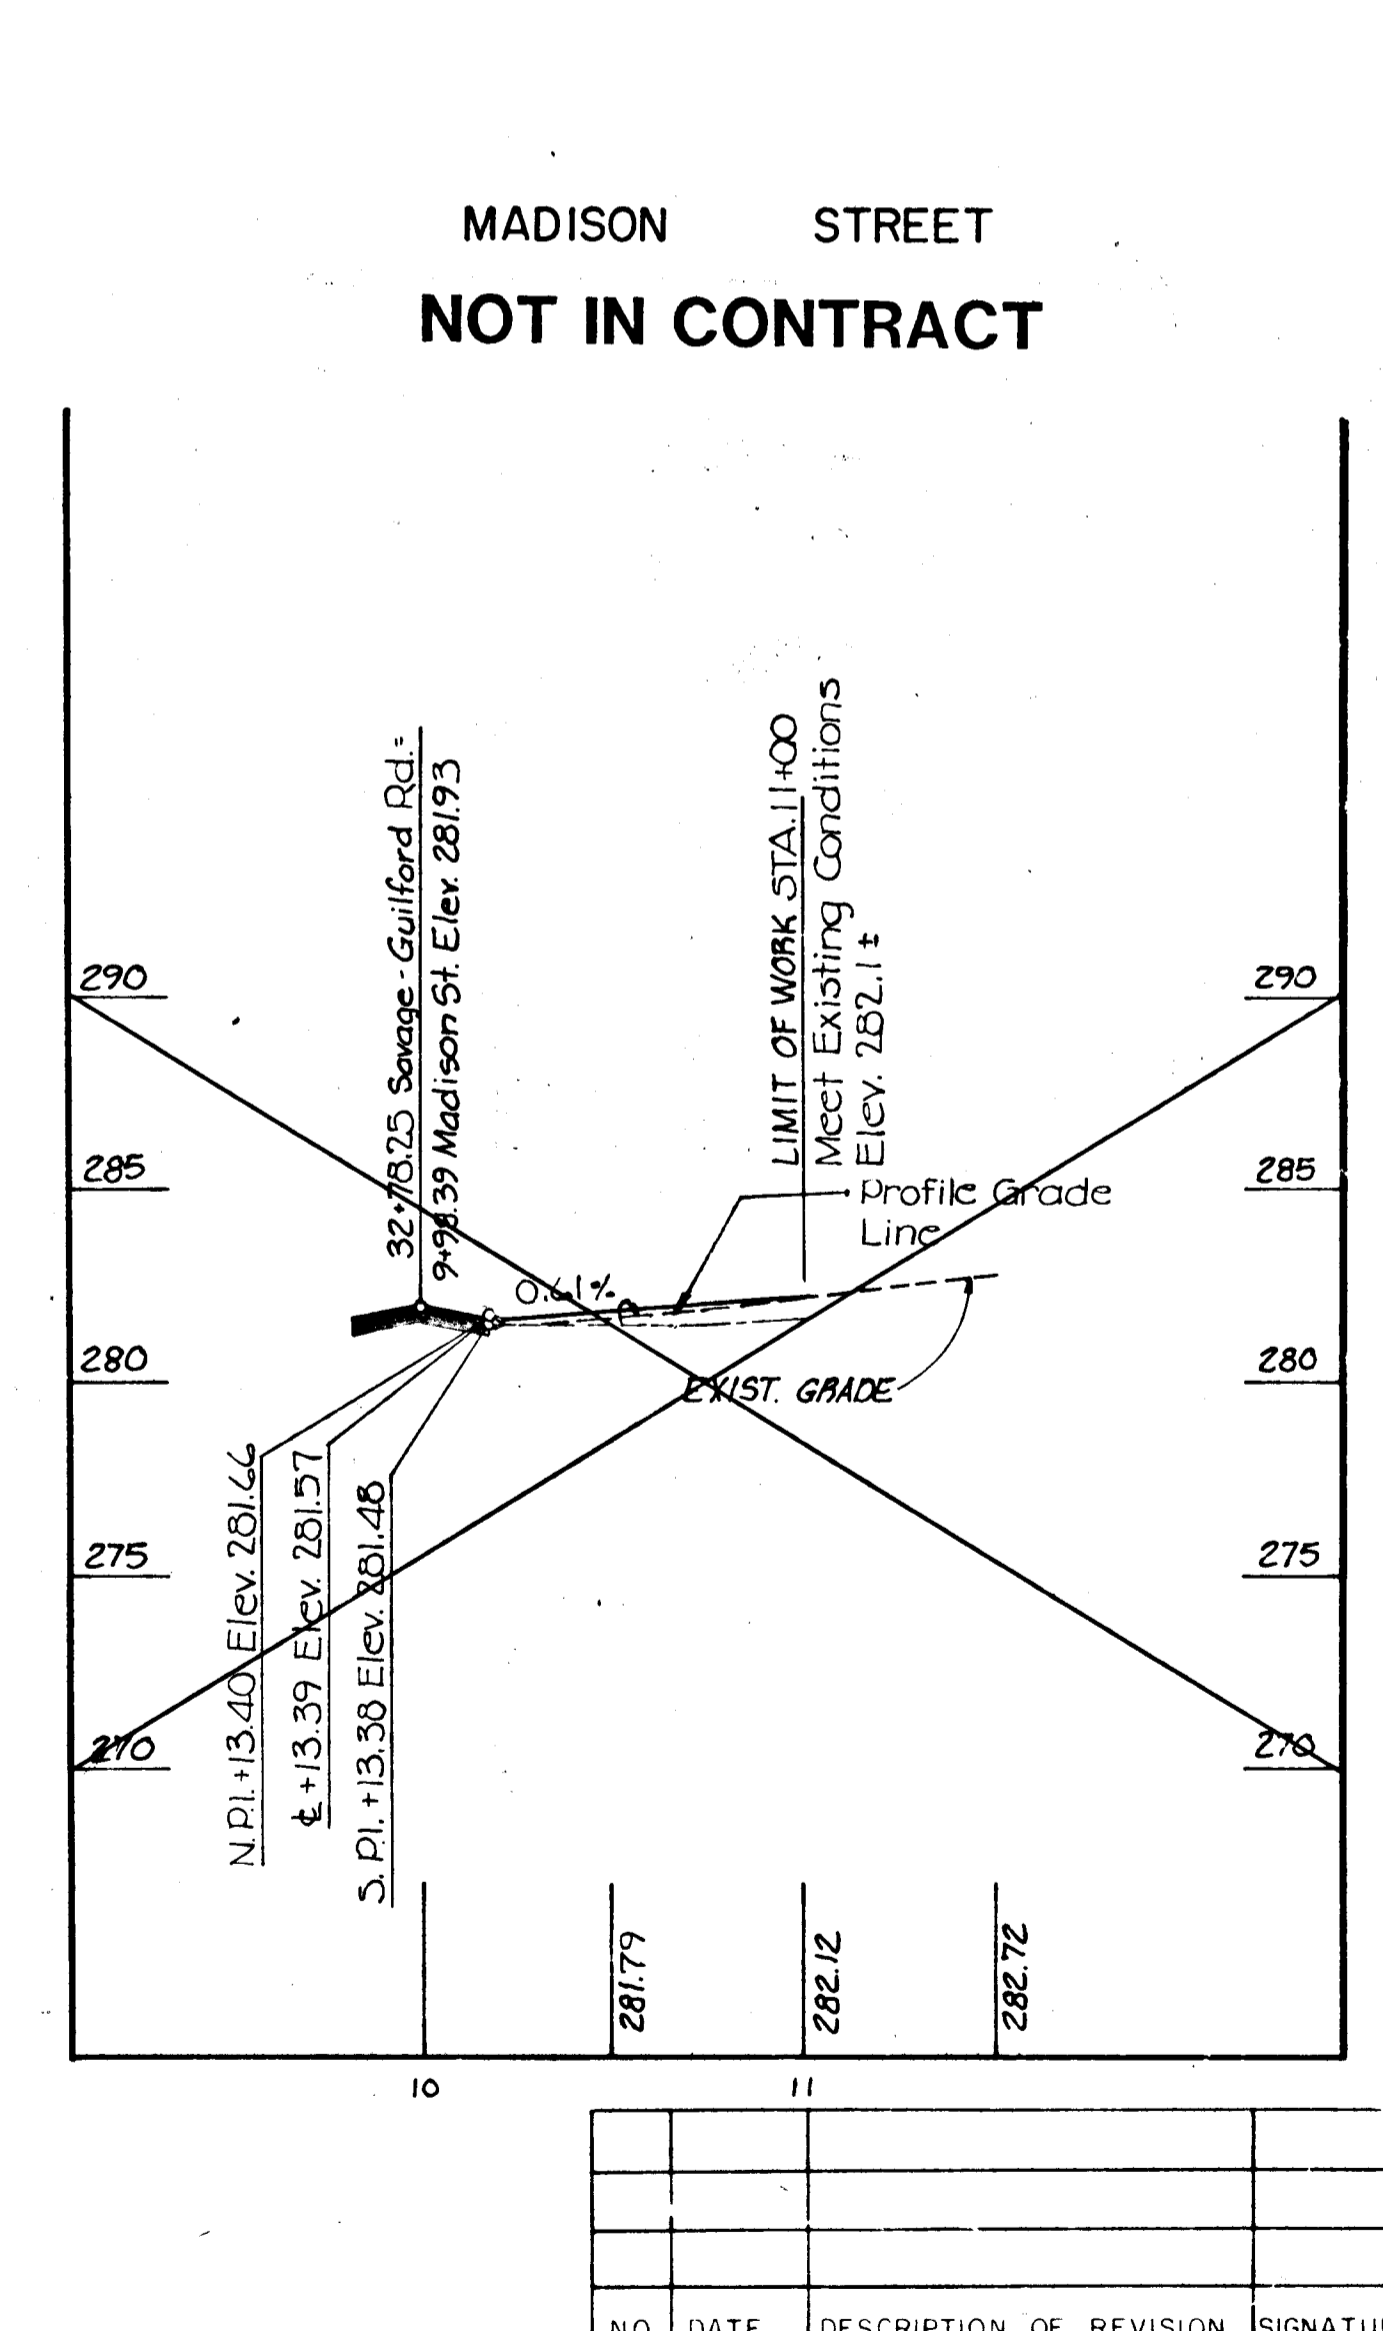 MADISON STREET
NOT IN CONTRACT
32+78.25 Savage-Guilford Rd.=
9+98.39 Madison St. Elev. 281.93
LIMIT OF WORK STA. 11+00
Meet Existing Conditions
Elev. 282.1 ±
290
290
285
285
Profile Grade
Line
0.61%
280
280
EXIST. GRADE
N.P.I. +13.40 Elev. 281.66
℄ +13.39 Elev. 281.57
S. P.I. +13.38 Elev. 281.48
275
275
270
270
281.79
282.12
282.72
10
11
NO. DATE DESCRIPTION OF REVISION